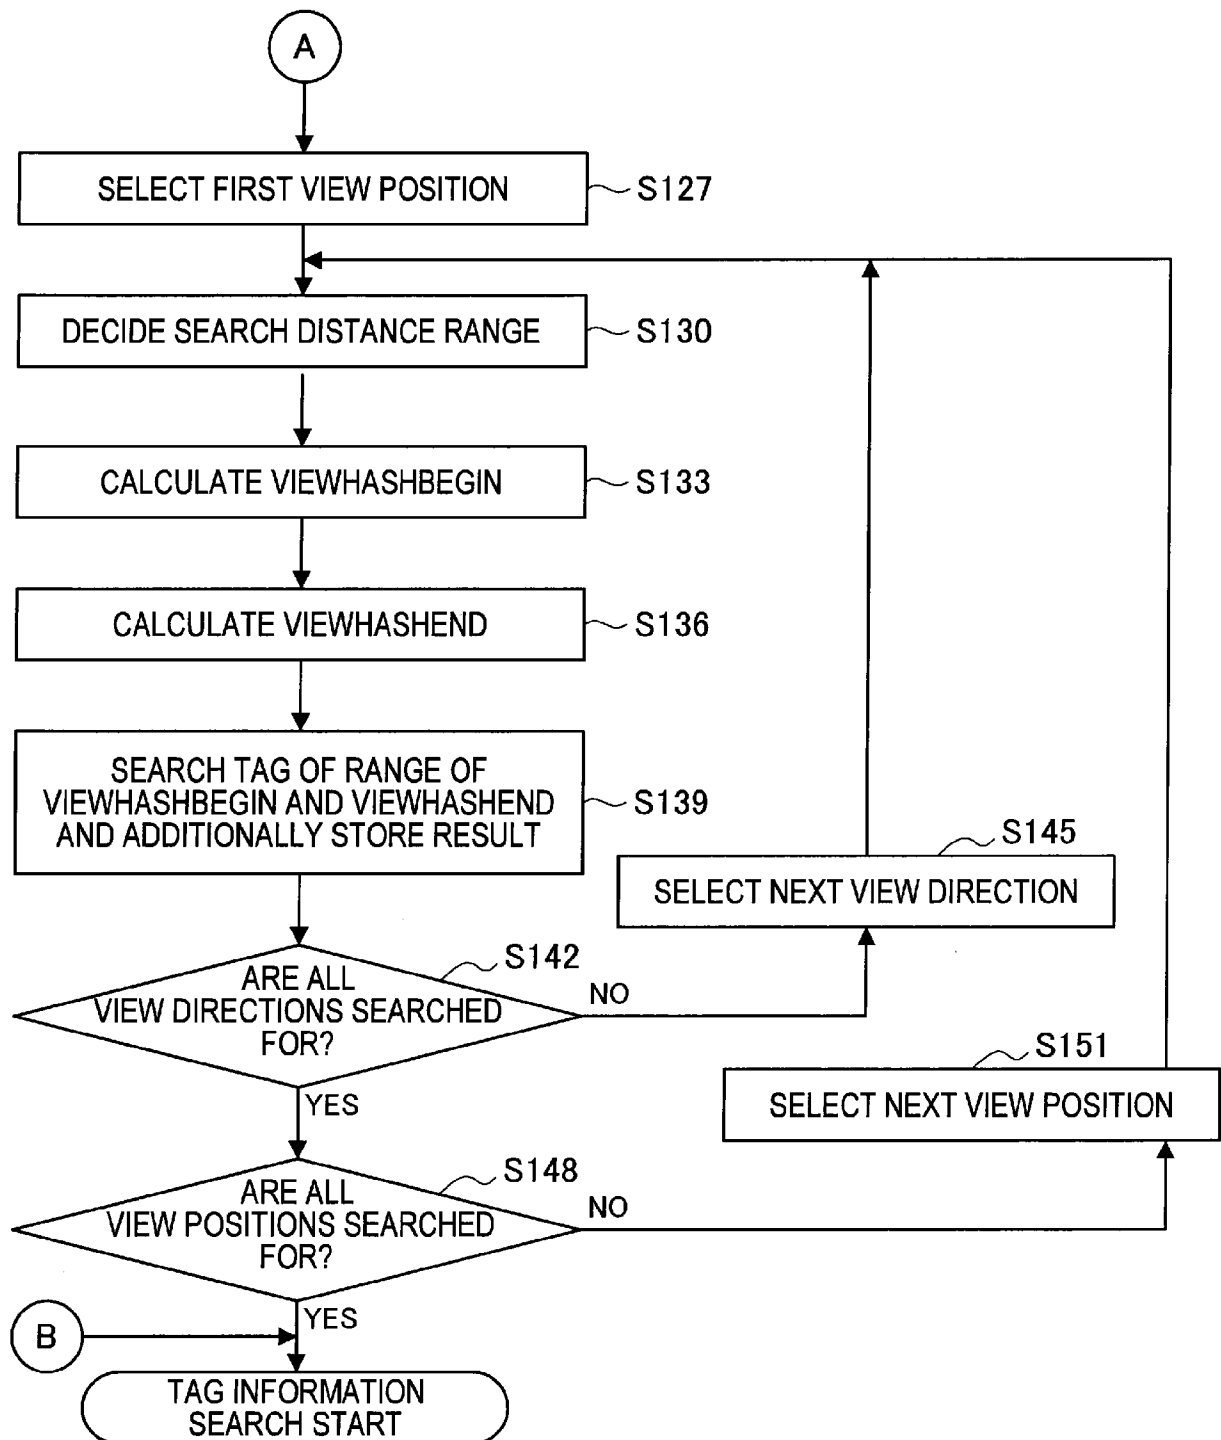 A
SELECT FIRST VIEW POSITION
S127
DECIDE SEARCH DISTANCE RANGE
S130
CALCULATE VIEWHASHBEGIN
S133
CALCULATE VIEWHASHEND
S136
SEARCH TAG OF RANGE OF
VIEWHASHBEGIN AND VIEWHASHEND
AND ADDITIONALLY STORE RESULT
S139
S145
SELECT NEXT VIEW DIRECTION
S142
ARE ALL
VIEW DIRECTIONS SEARCHED
FOR?
NO
YES
S151
SELECT NEXT VIEW POSITION
S148
ARE ALL
VIEW POSITIONS SEARCHED
FOR?
NO
YES
B
TAG INFORMATION
SEARCH START